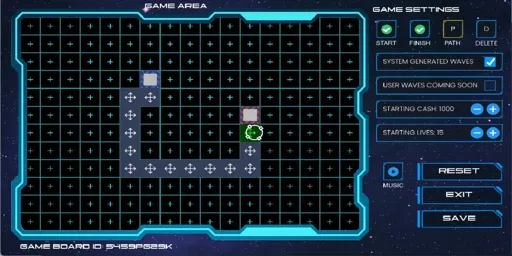 GAME AREA
GAME SETTINGS
P
D
START
FINISH
PATH
DELETE
SYSTEM GENERATED WAVES
USER WAVES COMING SOON
STARTING CASH: 1000
STARTING LIVES: 15
MUSIC
RESET
EXIT
SAVE
GAME BOARD ID: 5459PG29K